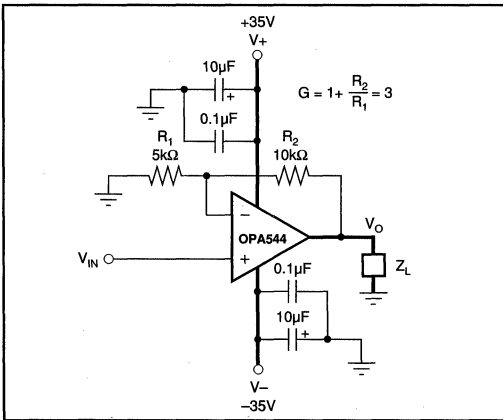 +35V
V+
10µF
+
G = 1+ R2/R1 = 3
0.1µF
R1
5kΩ
R2
10kΩ
−
OPA544
+
VIN
VO
ZL
0.1µF
10µF
+
V−
−35V